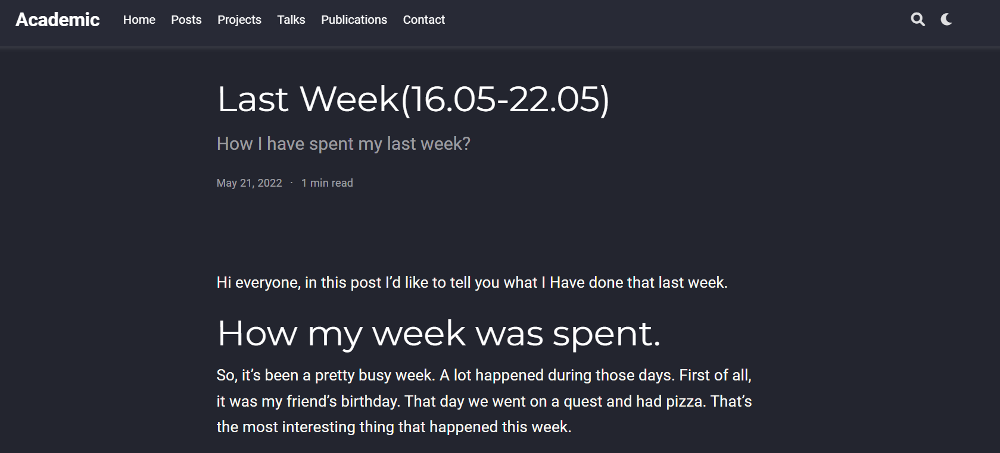 Academic Home Posts Projects Talks Publications Contact
Last Week(16.05-22.05)
How I have spent my last week?
May 21, 2022 · 1 min read
Hi everyone, in this post I’d like to tell you what I Have done that last week.
How my week was spent.
So, it’s been a pretty busy week. A lot happened during those days. First of all,
it was my friend’s birthday. That day we went on a quest and had pizza. That’s
the most interesting thing that happened this week.